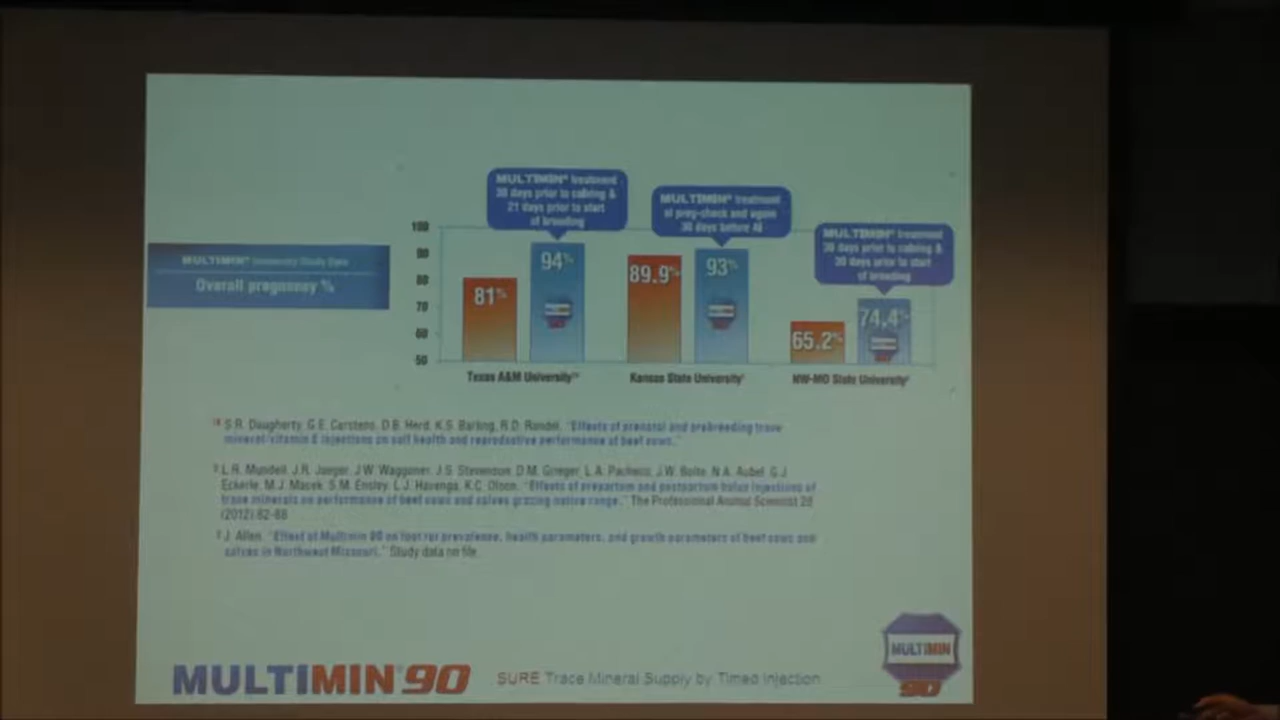 MULTIMIN® treatment
30 days prior to calving &
21 days prior to start
of breeding
MULTIMIN® treatment
at preg-check and again
30 days before AI
MULTIMIN® treatment
30 days prior to calving &
30 days prior to start
of breeding
MULTIMIN® University Study Data
Overall pregnancy %
100
90
80
70
60
50
81%
94%
89.9%
93%
65.2%
74.4%
Texas A&M University
Kansas State University
NW-MO State University
S.R. Daugherty, G.E. Carstens, D.B. Herd, K.S. Barling, R.D. Randel. "Effects of prenatal and prebreeding trace
mineral/vitamin E injections on calf health and reproductive performance of beef cows."
L.R. Mundell, J.R. Jaeger, J.W. Waggoner, J.S. Stevenson, D.M. Grieger, L.A. Pacheco, J.W. Bolte, N.A. Aubel, G.J.
Eckerle, M.J. Macek, S.M. Ensley, L.J. Havenga, K.C. Olson. "Effects of prepartum and postpartum bolus injections of
trace minerals on performance of beef cows and calves grazing native range." The Professional Animal Scientist 28
(2012) 82-88
J. Allen. "Effect of Multimin 90 on foot rot prevalence, health parameters, and growth parameters of beef cows and
calves in Northwest Missouri." Study data on file.
MULTIMIN
90
MULTIMIN®90
SURE Trace Mineral Supply by Timed Injection